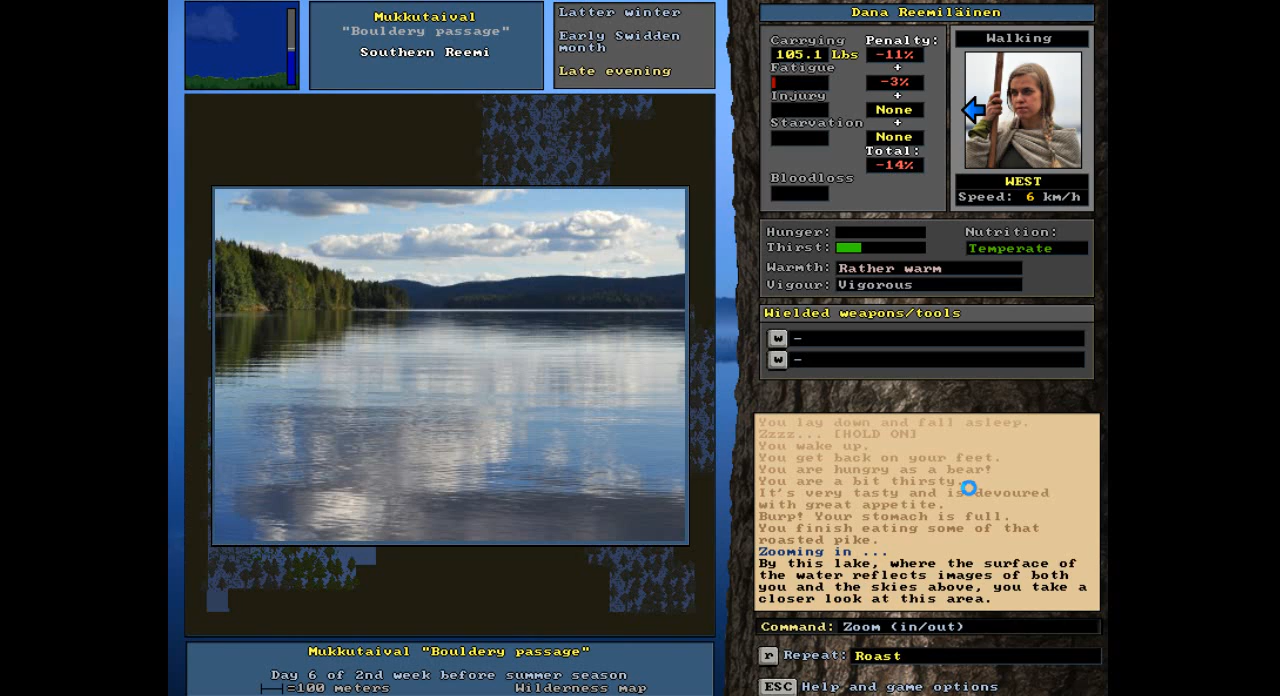 Mukkutaival
"Bouldery passage"
Southern Reemi
Latter winter
Early Swidden
month
Late evening
Dana Reemiläinen
Carrying
105.1 Lbs
Fatigue
Injury
Starvation
Bloodloss
Penalty:
-11%
+
-3%
+
None
+
None
Total:
-14%
Walking
WEST
Speed: 6 km/h
Hunger:
Thirst:
Nutrition:
Temperate
Warmth: Rather warm
Vigour: Vigorous
Wielded weapons/tools
w -
w -
You lay down and fall asleep.
Zzzz... [HOLD ON]
You wake up.
You get back on your feet.
You are hungry as a bear!
You are a bit thirsty.
It's very tasty and is devoured
with great appetite.
Burp! Your stomach is full.
You finish eating some of that
roasted pike.
Zooming in ...
By this lake, where the surface of
the water reflects images of both
you and the skies above, you take a
closer look at this area.
Command: Zoom (in/out)
r Repeat: Roast
ESC Help and game options
Mukkutaival "Bouldery passage"
Day 6 of 2nd week before summer season
=100 meters Wilderness map